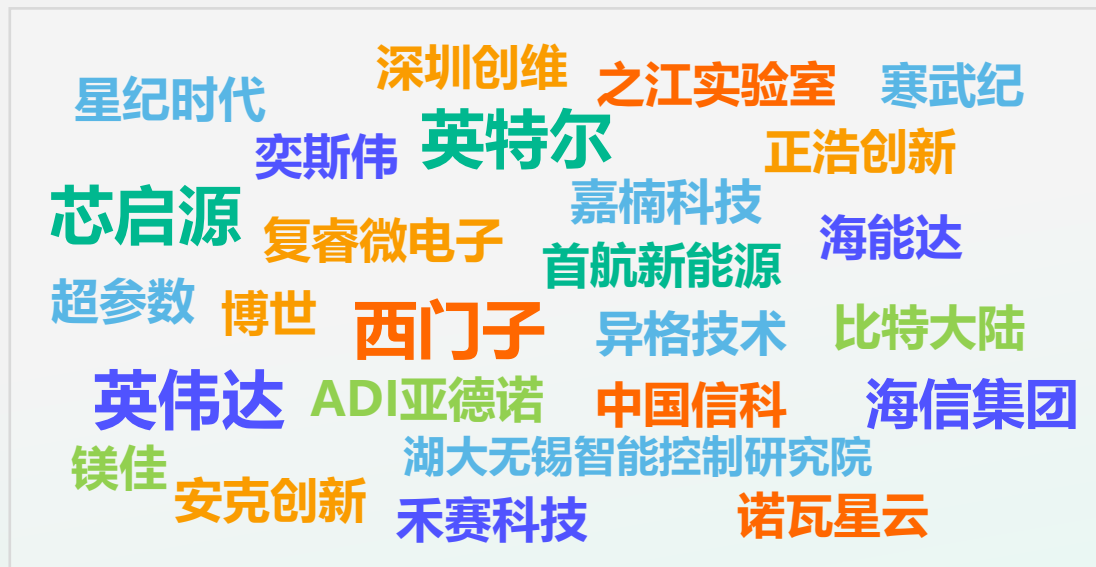 深圳创维
之江实验室
寒武纪
星纪时代
英特尔
奕斯伟
正浩创新
嘉楠科技
芯启源
复睿微电子
海能达
首航新能源
超参数
博世
西门子
异格技术
比特大陆
英伟达
ADI亚德诺
中国信科
海信集团
镁佳
湖大无锡智能控制研究院
安克创新
禾赛科技
诺瓦星云